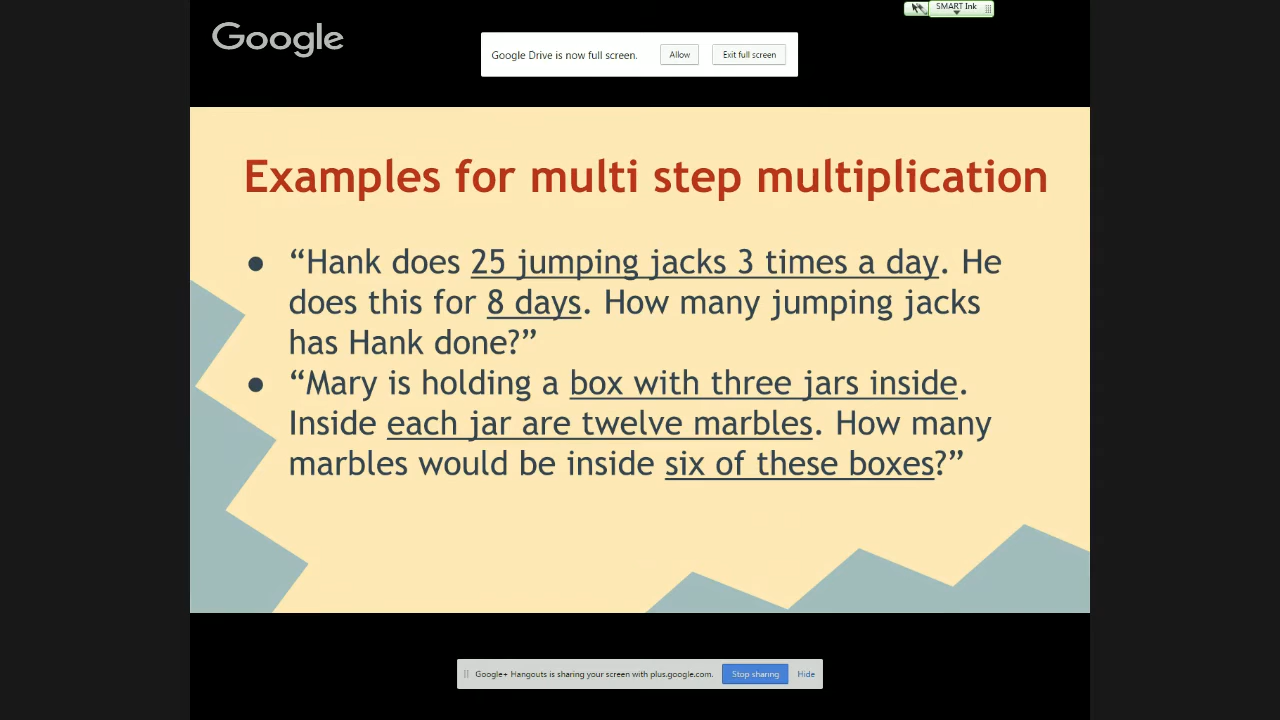 SMART Ink
Google
Google Drive is now full screen. Allow Exit full screen
Examples for multi step multiplication
● “Hank does 25 jumping jacks 3 times a day. He
does this for 8 days. How many jumping jacks
has Hank done?”
● “Mary is holding a box with three jars inside.
Inside each jar are twelve marbles. How many
marbles would be inside six of these boxes?”
Google+ Hangouts is sharing your screen with plus.google.com. Stop sharing Hide